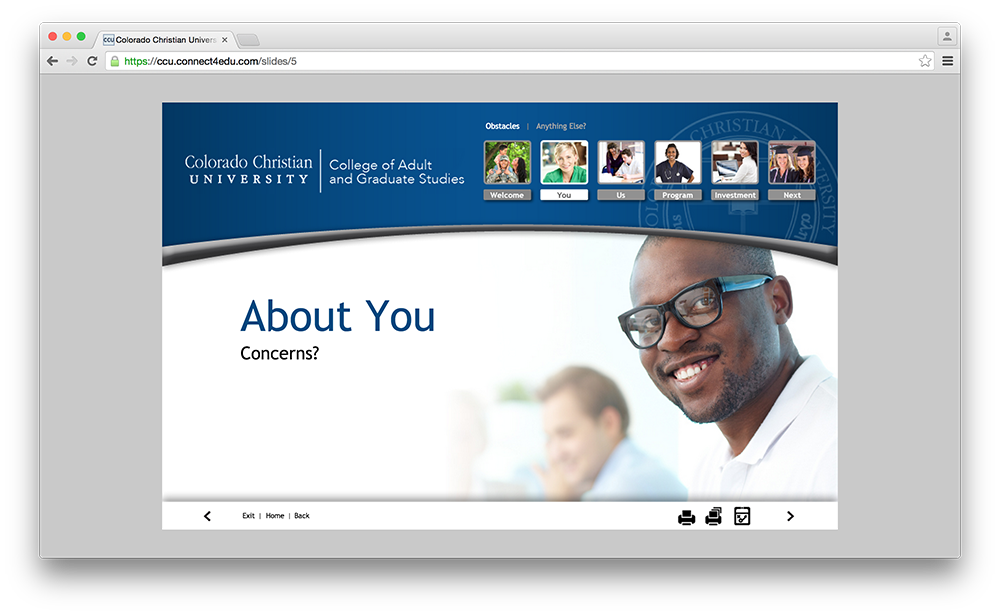 Colorado Christian Univers
https://ccu.connect4edu.com/slides/5
Obstacles | Anything Else?
Colorado Christian
UNIVERSITY
College of Adult
and Graduate Studies
Welcome
You
Us
Program
Investment
Next
About You
Concerns?
Exit | Home | Back